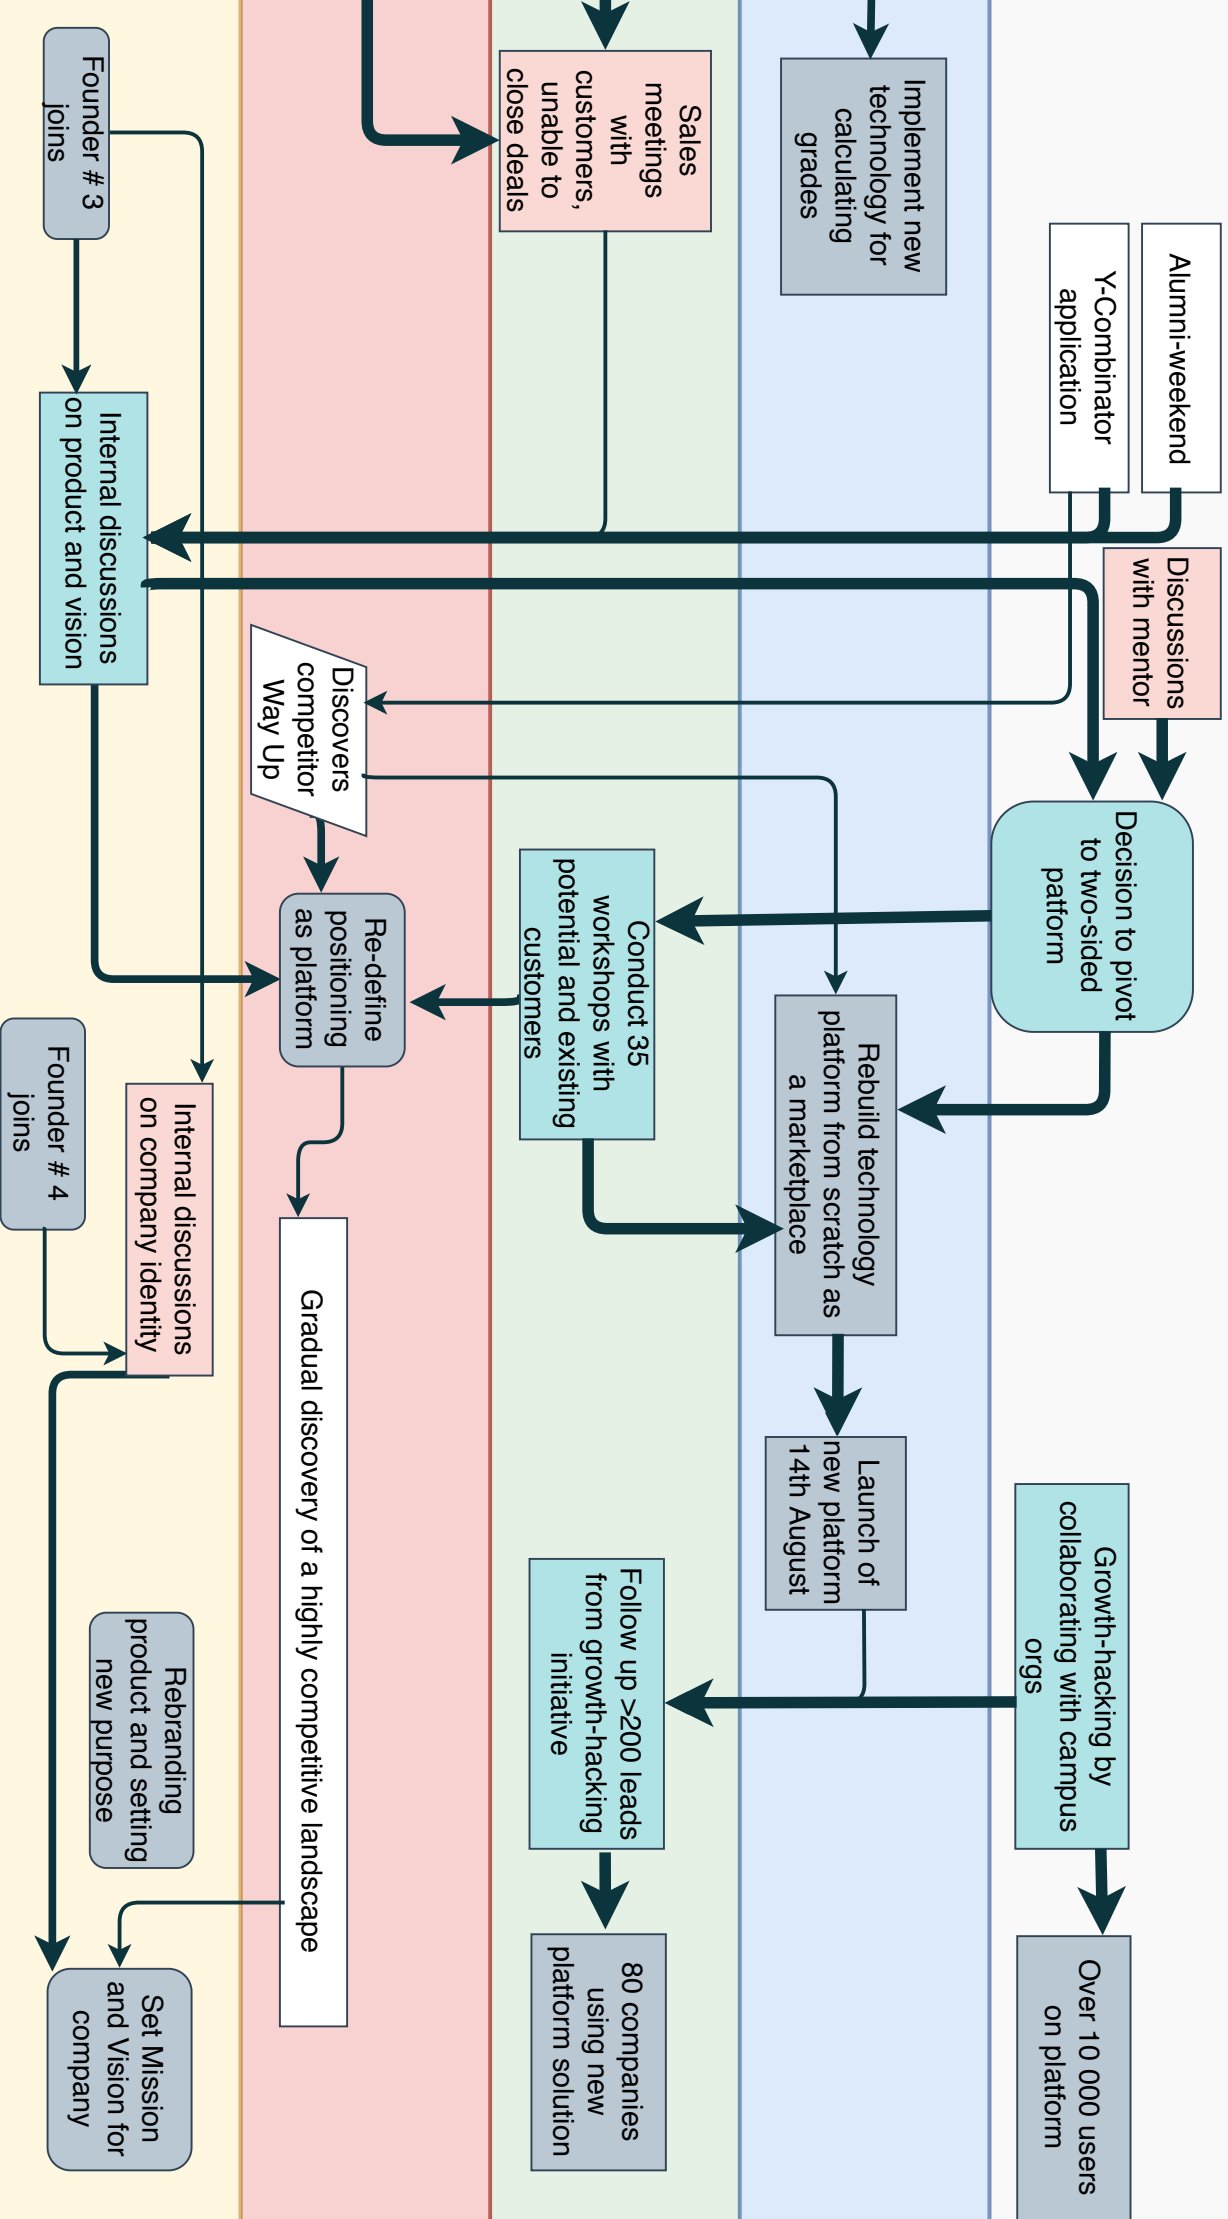 Alumni-weekend
Y-Combinator
application
Discussions
with mentor
Decision to pivot
to two-sided
patform
Growth-hacking by
collaborating with campus
orgs
Over 10 000 users
on platform
Implement new
technology for
calculating
grades
Rebuild technology
platform from scratch as
a marketplace
Launch of
new platform
14th August
Sales
meetings
with
customers,
unable to
close deals
Conduct 35
workshops with
potential and existing
customers
Follow up >200 leads
from growth-hacking
initiative
80 companies
using new
platform solution
Discovers
competitor
Way Up
Re-define
positioning
as platform
Gradual discovery of a highly competitive landscape
Founder # 3
joins
Internal discussions
on product and vision
Founder # 4
joins
Internal discussions
on company identity
Rebranding
product and setting
new purpose
Set Mission
and Vision for
company